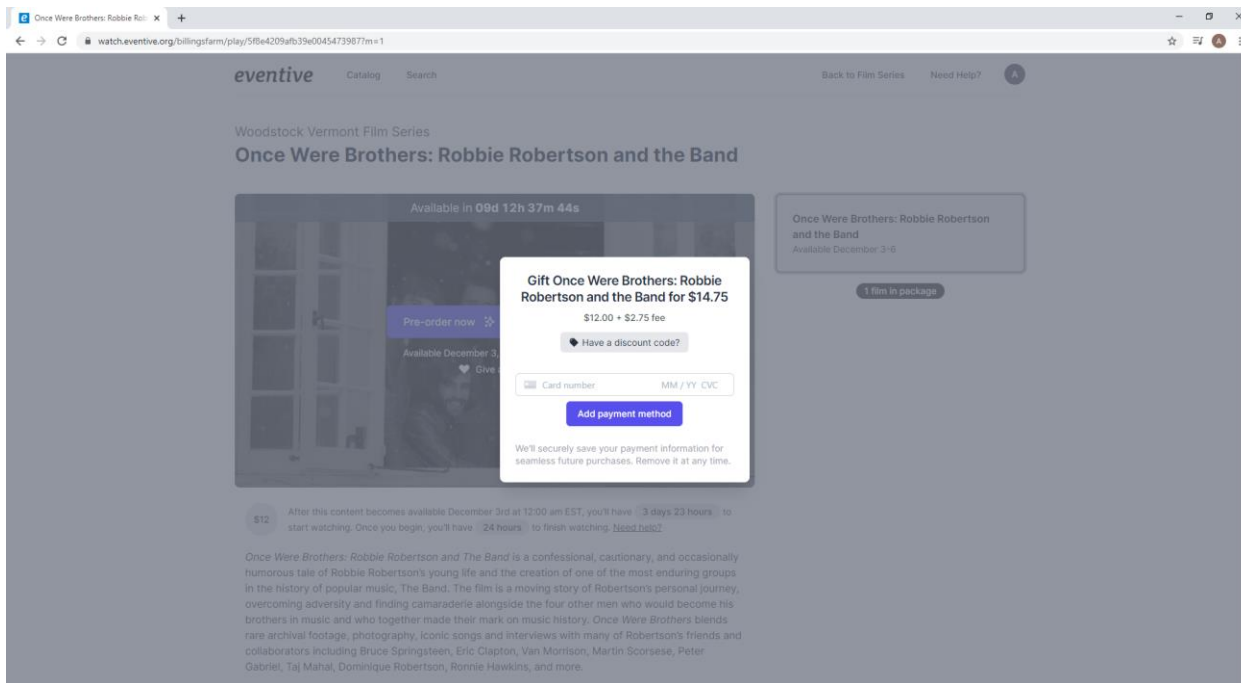 Once Were Brothers: Robbie Rob
watch.eventive.org/billingsfarm/play/5f8e4209afb39e0045473987?m=1
A
eventive
Catalog
Search
Back to Film Series
Need Help?
A
Woodstock Vermont Film Series
Once Were Brothers: Robbie Robertson and the Band
Available in 09d 12h 37m 44s
Once Were Brothers: Robbie Robertson
and the Band
Available December 3-6
1 film in package
Pre-order now
Available December 3,
Give
Gift Once Were Brothers: Robbie
Robertson and the Band for $14.75
$12.00 + $2.75 fee
Have a discount code?
Card number MM / YY CVC
Add payment method
We'll securely save your payment information for
seamless future purchases. Remove it at any time.
$12
After this content becomes available December 3rd at 12:00 am EST, you'll have 3 days 23 hours to
start watching. Once you begin, you'll have 24 hours to finish watching. Need help?
Once Were Brothers: Robbie Robertson and The Band is a confessional, cautionary, and occasionally
humorous tale of Robbie Robertson's young life and the creation of one of the most enduring groups
in the history of popular music, The Band. The film is a moving story of Robertson's personal journey,
overcoming adversity and finding camaraderie alongside the four other men who would become his
brothers in music and who together made their mark on music history. Once Were Brothers blends
rare archival footage, photography, iconic songs and interviews with many of Robertson's friends and
collaborators including Bruce Springsteen, Eric Clapton, Van Morrison, Martin Scorsese, Peter
Gabriel, Taj Mahal, Dominique Robertson, Ronnie Hawkins, and more.